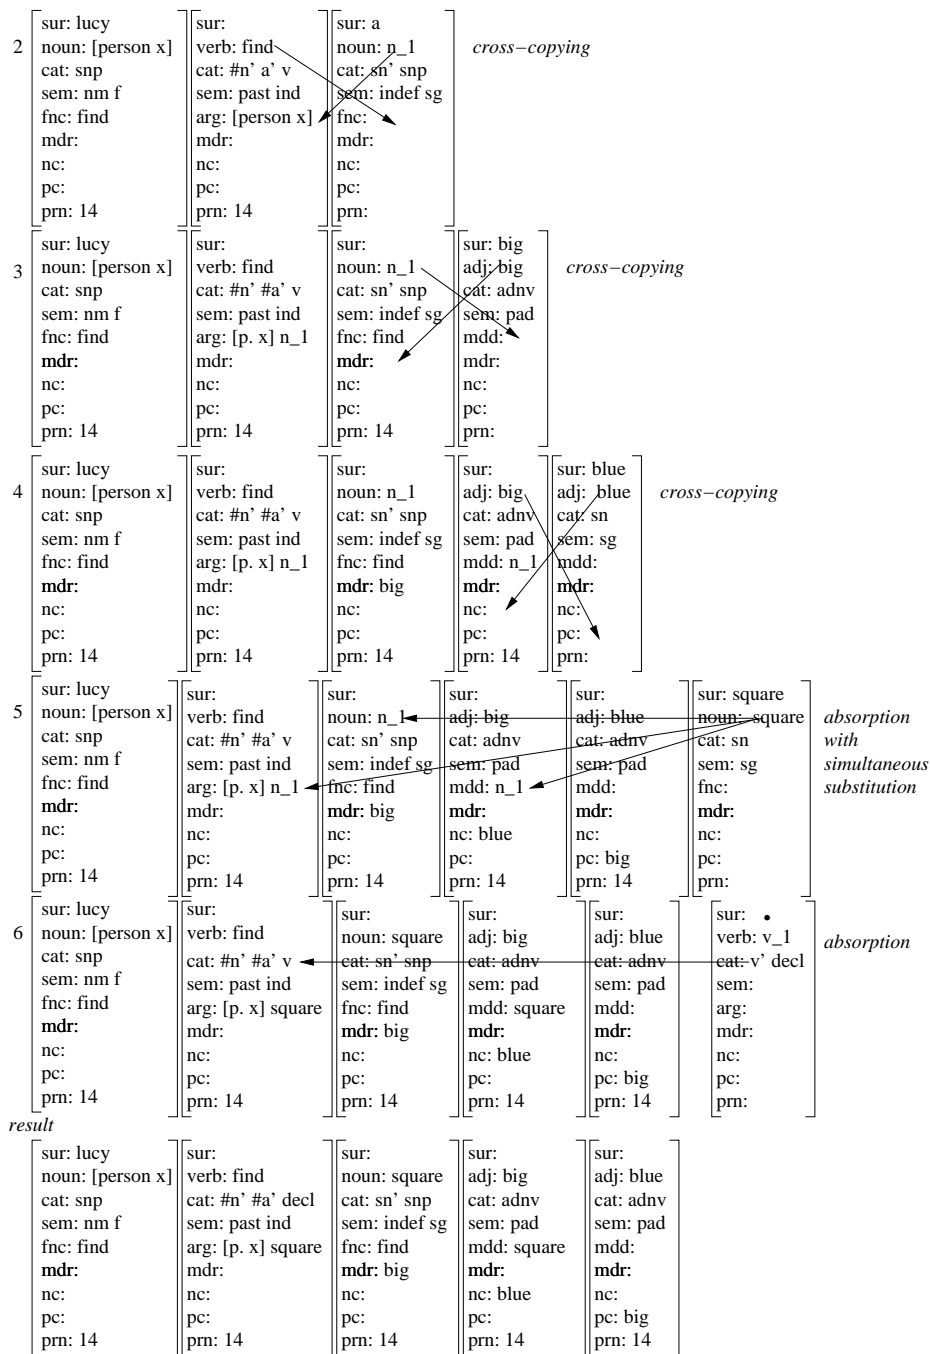 2
sur: lucy
noun: [person x]
cat: snp
sem: nm f
fnc: find
mdr:
nc:
pc:
prn: 14
sur:
verb: find
cat: #n' a' v
sem: past ind
arg: [person x]
mdr:
nc:
pc:
prn: 14
sur: a
noun: n_1
cat: sn' snp
sem: indef sg
fnc:
mdr:
nc:
pc:
prn:
cross−copying
3
sur: lucy
noun: [person x]
cat: snp
sem: nm f
fnc: find
mdr:
nc:
pc:
prn: 14
sur:
verb: find
cat: #n' #a' v
sem: past ind
arg: [p. x] n_1
mdr:
nc:
pc:
prn: 14
sur:
noun: n_1
cat: sn' snp
sem: indef sg
fnc: find
mdr:
nc:
pc:
prn: 14
sur: big
adj: big
cat: adnv
sem: pad
mdd:
mdr:
nc:
pc:
prn:
cross−copying
4
sur: lucy
noun: [person x]
cat: snp
sem: nm f
fnc: find
mdr:
nc:
pc:
prn: 14
sur:
verb: find
cat: #n' #a' v
sem: past ind
arg: [p. x] n_1
mdr:
nc:
pc:
prn: 14
sur:
noun: n_1
cat: sn' snp
sem: indef sg
fnc: find
mdr: big
nc:
pc:
prn: 14
sur:
adj: big
cat: adnv
sem: pad
mdd: n_1
mdr:
nc:
pc:
prn: 14
sur: blue
adj: blue
cat: sn
sem: sg
mdd:
mdr:
nc:
pc:
prn:
cross−copying
5
sur: lucy
noun: [person x]
cat: snp
sem: nm f
fnc: find
mdr:
nc:
pc:
prn: 14
sur:
verb: find
cat: #n' #a' v
sem: past ind
arg: [p. x] n_1
mdr:
nc:
pc:
prn: 14
sur:
noun: n_1
cat: sn' snp
sem: indef sg
fnc: find
mdr: big
nc:
pc:
prn: 14
sur:
adj: big
cat: adnv
sem: pad
mdd: n_1
mdr:
nc: blue
pc:
prn: 14
sur:
adj: blue
cat: adnv
sem: pad
mdd:
mdr:
nc:
pc: big
prn: 14
sur: square
noun: square
cat: sn
sem: sg
fnc:
mdr:
nc:
pc:
prn:
absorption
with
simultaneous
substitution
6
sur: lucy
noun: [person x]
cat: snp
sem: nm f
fnc: find
mdr:
nc:
pc:
prn: 14
sur:
verb: find
cat: #n' #a' v
sem: past ind
arg: [p. x] square
mdr:
nc:
pc:
prn: 14
sur:
noun: square
cat: sn' snp
sem: indef sg
fnc: find
mdr: big
nc:
pc:
prn: 14
sur:
adj: big
cat: adnv
sem: pad
mdd: square
mdr:
nc: blue
pc:
prn: 14
sur:
adj: blue
cat: adnv
sem: pad
mdd:
mdr:
nc:
pc: big
prn: 14
sur: •
verb: v_1
cat: v' decl
sem:
arg:
mdr:
nc:
pc:
prn:
absorption
result
sur: lucy
noun: [person x]
cat: snp
sem: nm f
fnc: find
mdr:
nc:
pc:
prn: 14
sur:
verb: find
cat: #n' #a' decl
sem: past ind
arg: [p. x] square
mdr:
nc:
pc:
prn: 14
sur:
noun: square
cat: sn' snp
sem: indef sg
fnc: find
mdr: big
nc:
pc:
prn: 14
sur:
adj: big
cat: adnv
sem: pad
mdd: square
mdr:
nc: blue
pc:
prn: 14
sur:
adj: blue
cat: adnv
sem: pad
mdd:
mdr:
nc:
pc: big
prn: 14